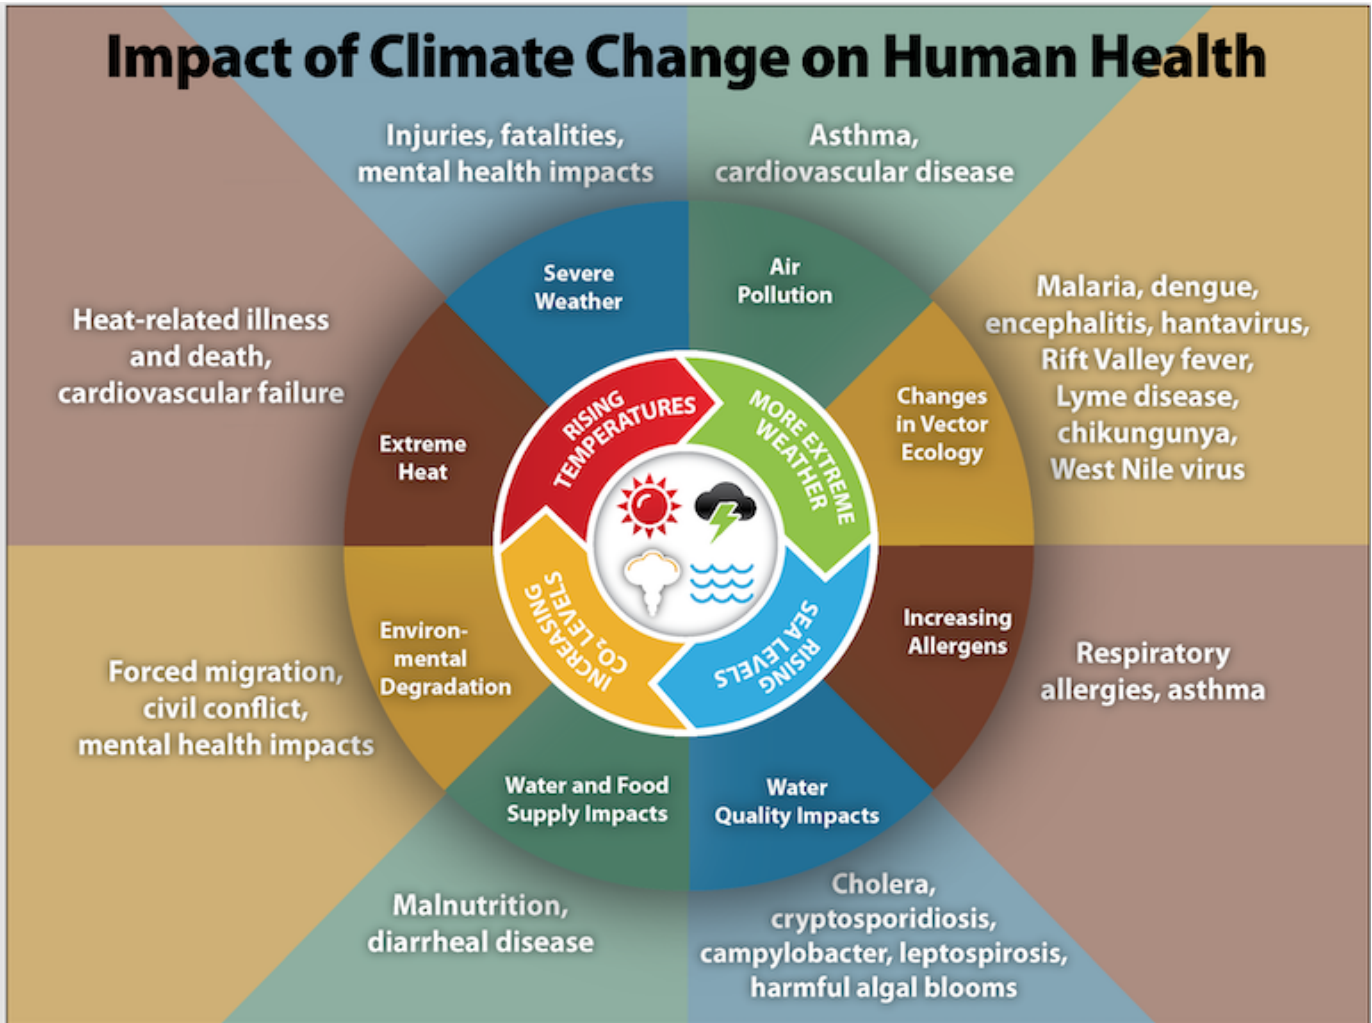 Impact of Climate Change on Human Health
Injuries, fatalities,
mental health impacts
Asthma,
cardiovascular disease
Severe
Weather
Air
Pollution
Heat-related illness
and death,
cardiovascular failure
Extreme
Heat
Changes
in Vector
Ecology
Malaria, dengue,
encephalitis, hantavirus,
Rift Valley fever,
Lyme disease,
chikungunya,
West Nile virus
RISING
TEMPERATURES
MORE EXTREME
WEATHER
RISING
SEA LEVELS
INCREASING
CO₂ LEVELS
Forced migration,
civil conflict,
mental health impacts
Environ-
mental
Degradation
Increasing
Allergens
Respiratory
allergies, asthma
Water and Food
Supply Impacts
Water
Quality Impacts
Malnutrition,
diarrheal disease
Cholera,
cryptosporidiosis,
campylobacter, leptospirosis,
harmful algal blooms